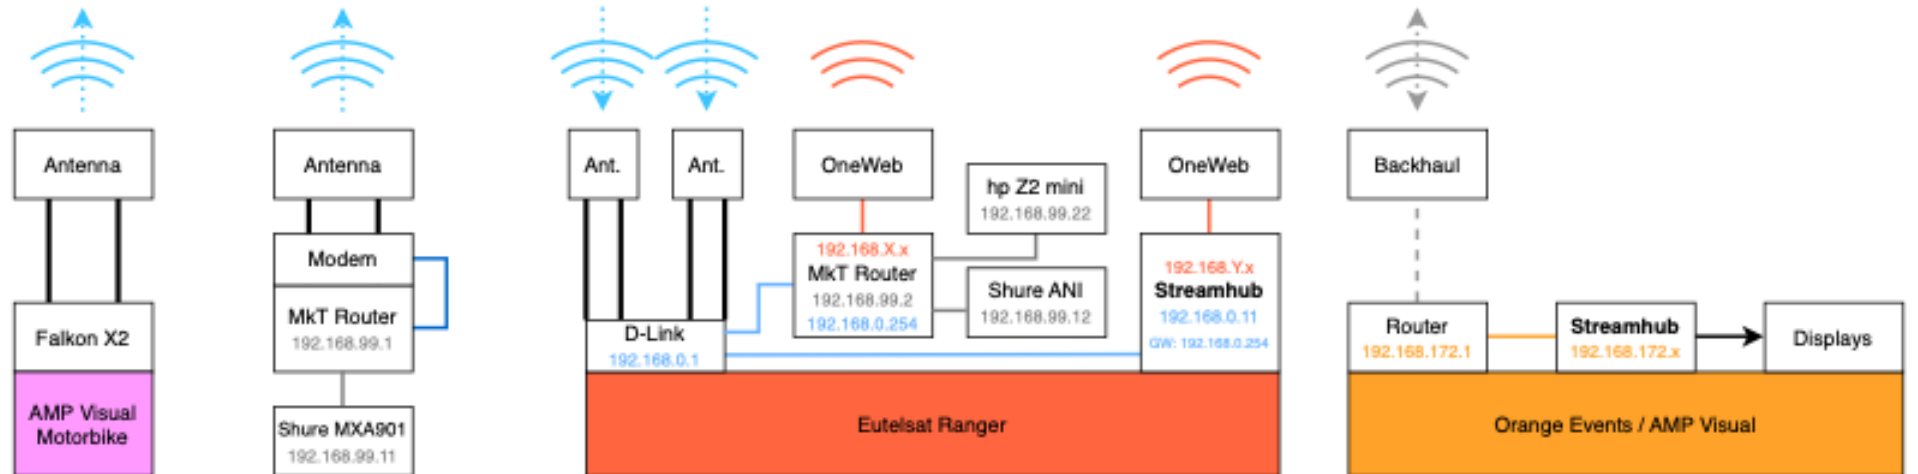 Antenna
Falkon X2
AMP Visual
Motorbike
Antenna
Modem
MkT Router
192.168.99.1
Shure MXA901
192.168.99.11
Ant.
Ant.
D-Link
192.168.0.1
OneWeb
192.168.X.x
MkT Router
192.168.99.2
192.168.0.254
hp Z2 mini
192.168.99.22
Shure ANI
192.168.99.12
OneWeb
192.168.Y.x
Streamhub
192.168.0.11
GW: 192.168.0.254
Eutelsat Ranger
Backhaul
Router
192.168.172.1
Streamhub
192.168.172.x
Displays
Orange Events / AMP Visual